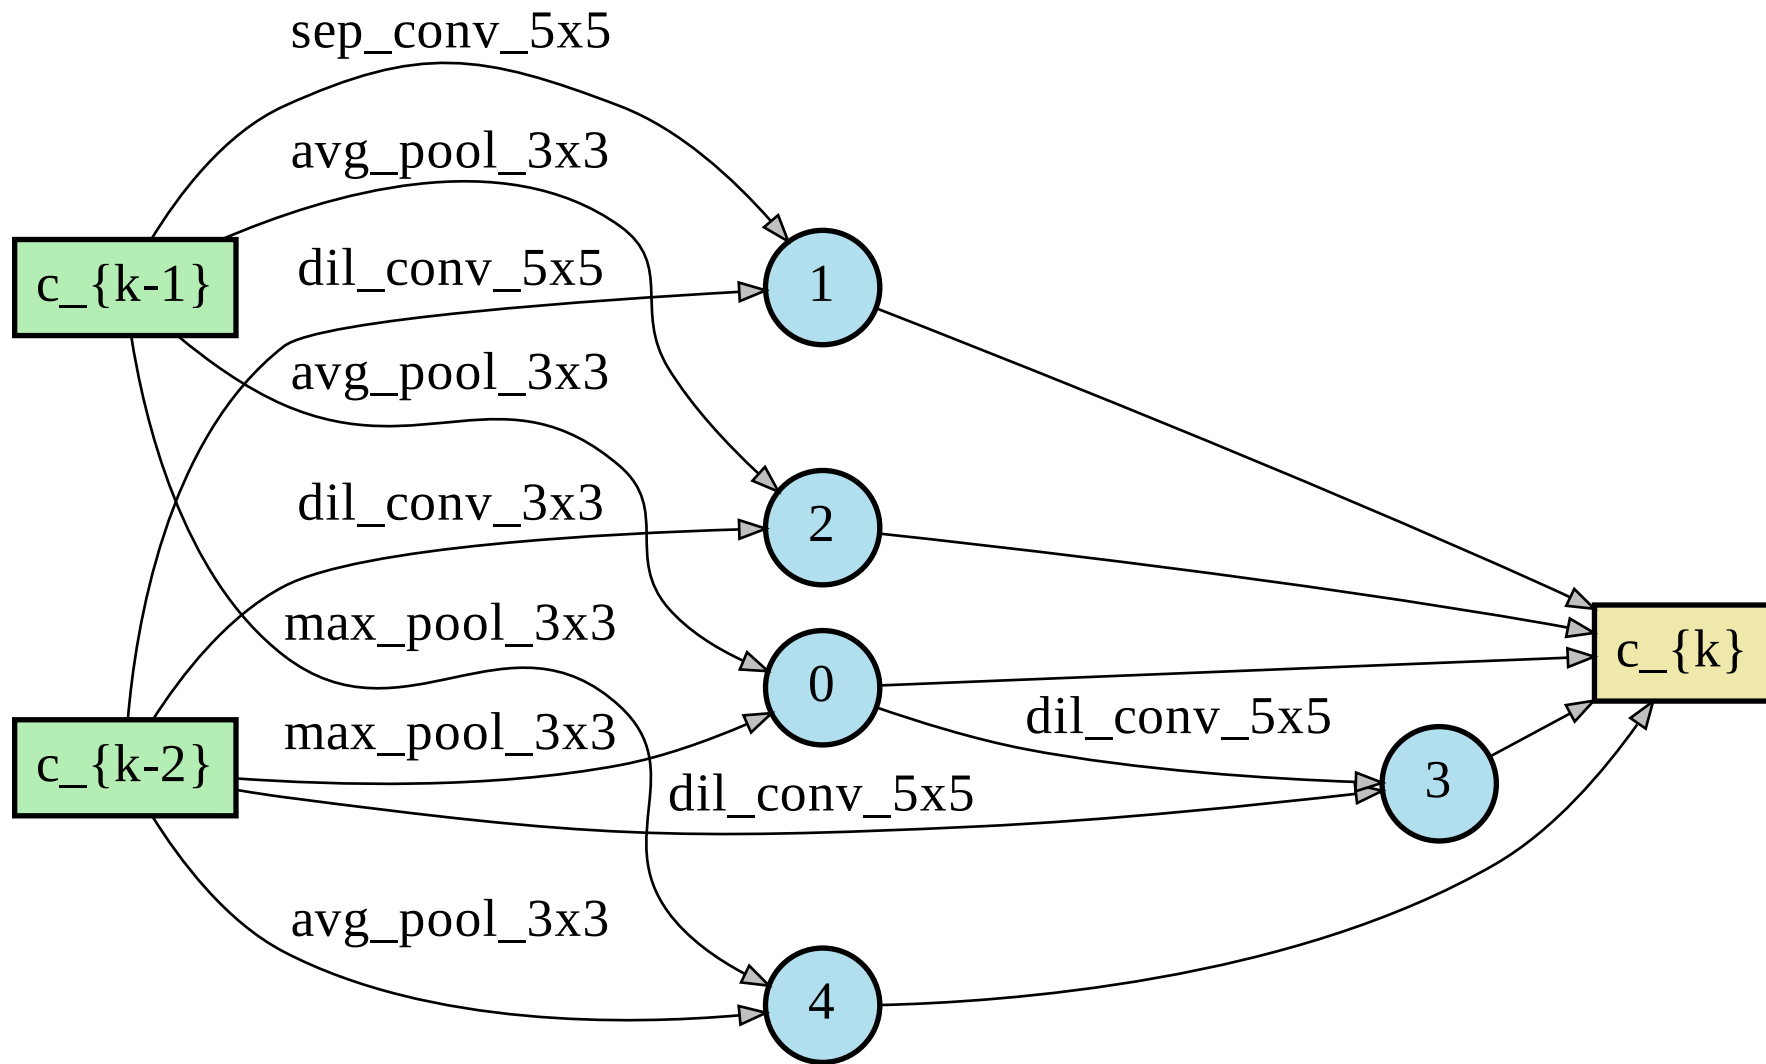 sep_conv_5x5
avg_pool_3x3
dil_conv_5x5
c_{k-1}
1
avg_pool_3x3
dil_conv_3x3
2
max_pool_3x3
c_{k}
0
dil_conv_5x5
max_pool_3x3
c_{k-2}
3
dil_conv_5x5
avg_pool_3x3
4